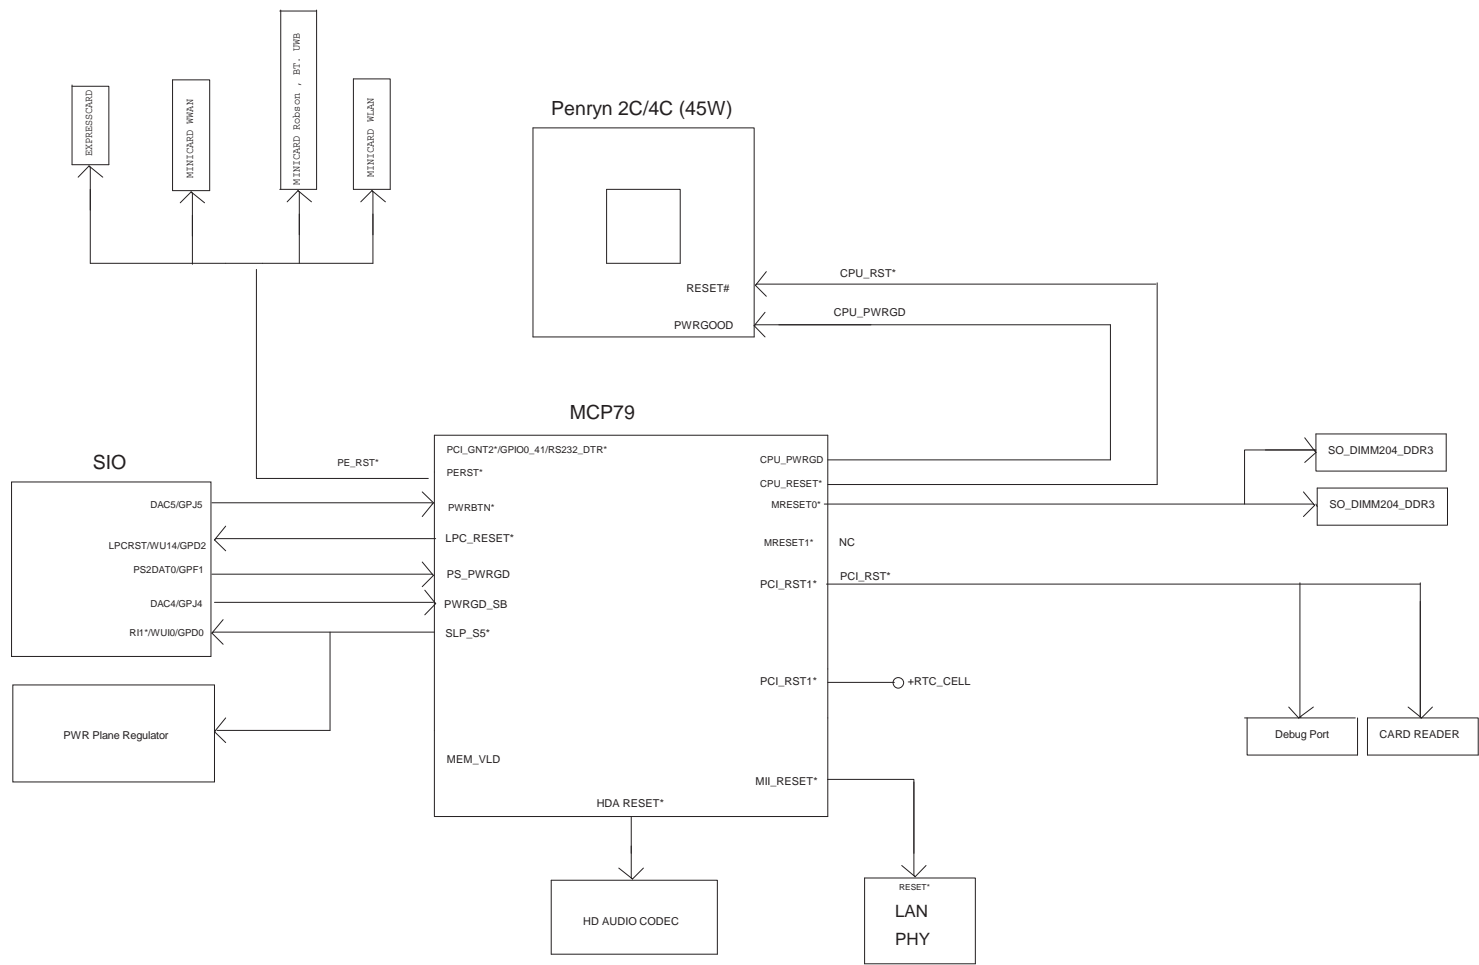 EXPRESSCARD
MINICARD WWAN
MINICARD Robson , BT. UWB
MINICARD WLAN
Penryn 2C/4C (45W)
RESET#
PWRGOOD
CPU_RST*
CPU_PWRGD
MCP79
PCI_GNT2*/GPIO0_41/RS232_DTR*
PERST*
PWRBTN*
LPC_RESET*
PS_PWRGD
PWRGD_SB
SLP_S5*
MEM_VLD
HDA RESET*
CPU_PWRGD
CPU_RESET*
MRESET0*
MRESET1*
NC
PCI_RST1*
PCI_RST*
PCI_RST1*
+RTC_CELL
MII_RESET*
PE_RST*
SIO
DAC5/GPJ5
LPCRST/WU14/GPD2
PS2DAT0/GPF1
DAC4/GPJ4
RI1*/WUI0/GPD0
PWR Plane Regulator
SO_DIMM204_DDR3
SO_DIMM204_DDR3
Debug Port
CARD READER
HD AUDIO CODEC
RESET*
LAN
PHY